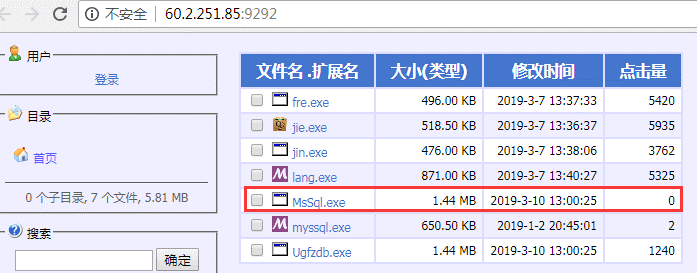 不安全 | 60.2.251.85:9292
用户
登录
目录
首页
0 个子目录, 7 个文件, 5.81 MB
搜索
确定
文件名 .扩展名 大小(类型) 修改时间 点击量
fre.exe 496.00 KB 2019-3-7 13:37:33 5420
jie.exe 518.50 KB 2019-3-7 13:36:37 5935
jin.exe 476.00 KB 2019-3-7 13:38:06 3762
lang.exe 871.00 KB 2019-3-7 13:40:27 5325
MsSql.exe 1.44 MB 2019-3-10 13:00:25 0
myssql.exe 650.50 KB 2019-1-2 20:45:01 2
Ugfzdb.exe 1.44 MB 2019-3-10 13:00:25 1240